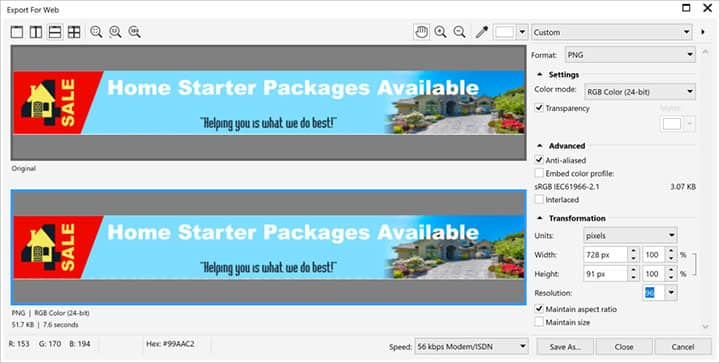 Export For Web
Custom
Format: PNG
Settings
Color mode: RGB Color (24-bit)
Transparency
Matte:
Advanced
Anti-aliased
Embed color profile:
sRGB IEC61966-2.1 3.07 KB
Interlaced
Transformation
Units: pixels
Width: 728 px 100 %
Height: 91 px 100 %
Resolution: 96
Maintain aspect ratio
Maintain size
SALE
Home Starter Packages Available
"Helping you is what we do best!"
Original
SALE
Home Starter Packages Available
"Helping you is what we do best!"
PNG | RGB Color (24-bit)
51.7 KB | 7.6 seconds
R: 153 G: 170 B: 194 Hex: #99AAC2 Speed: 56 kbps Modem/ISDN Save As... Close Cancel